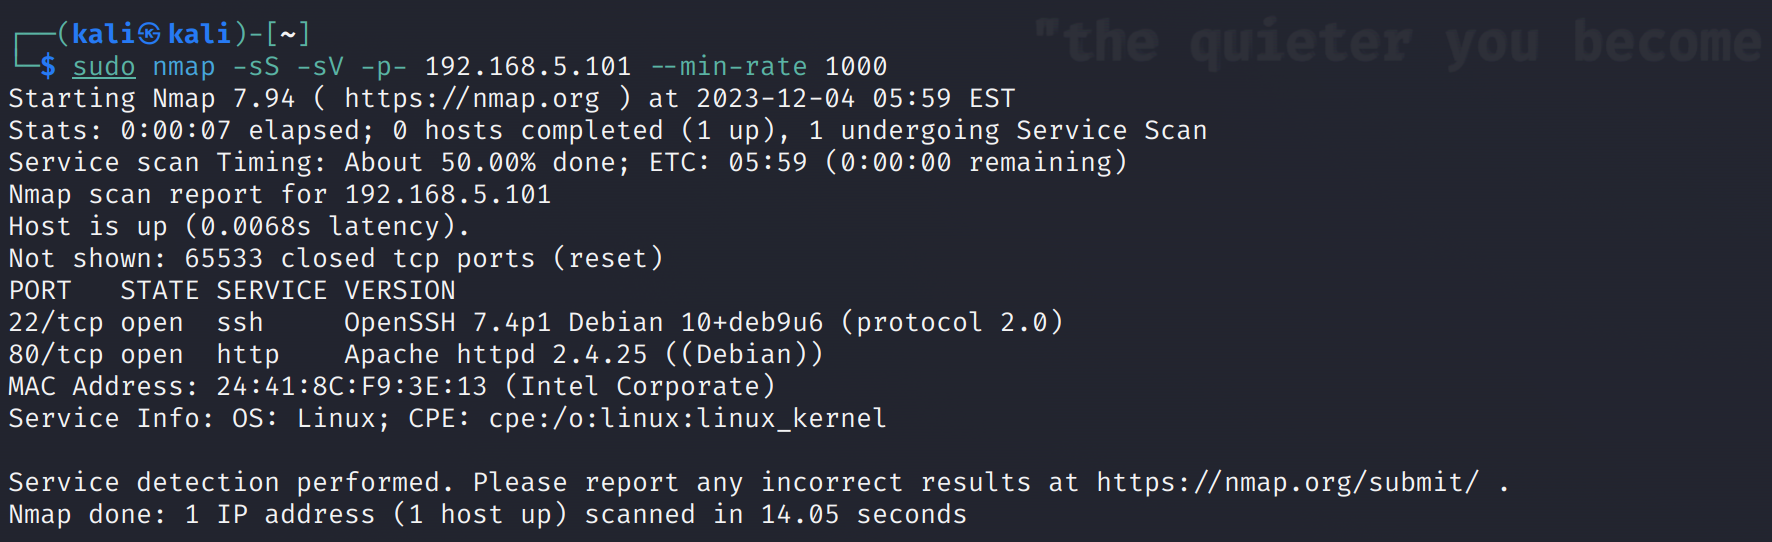 ┌──(kali㉿kali)-[~]
"the quieter you become
└─$ sudo nmap -sS -sV -p- 192.168.5.101 --min-rate 1000
Starting Nmap 7.94 ( https://nmap.org ) at 2023-12-04 05:59 EST
Stats: 0:00:07 elapsed; 0 hosts completed (1 up), 1 undergoing Service Scan
Service scan Timing: About 50.00% done; ETC: 05:59 (0:00:00 remaining)
Nmap scan report for 192.168.5.101
Host is up (0.0068s latency).
Not shown: 65533 closed tcp ports (reset)
PORT   STATE SERVICE VERSION
22/tcp open  ssh     OpenSSH 7.4p1 Debian 10+deb9u6 (protocol 2.0)
80/tcp open  http    Apache httpd 2.4.25 ((Debian))
MAC Address: 24:41:8C:F9:3E:13 (Intel Corporate)
Service Info: OS: Linux; CPE: cpe:/o:linux:linux_kernel
Service detection performed. Please report any incorrect results at https://nmap.org/submit/ .
Nmap done: 1 IP address (1 host up) scanned in 14.05 seconds